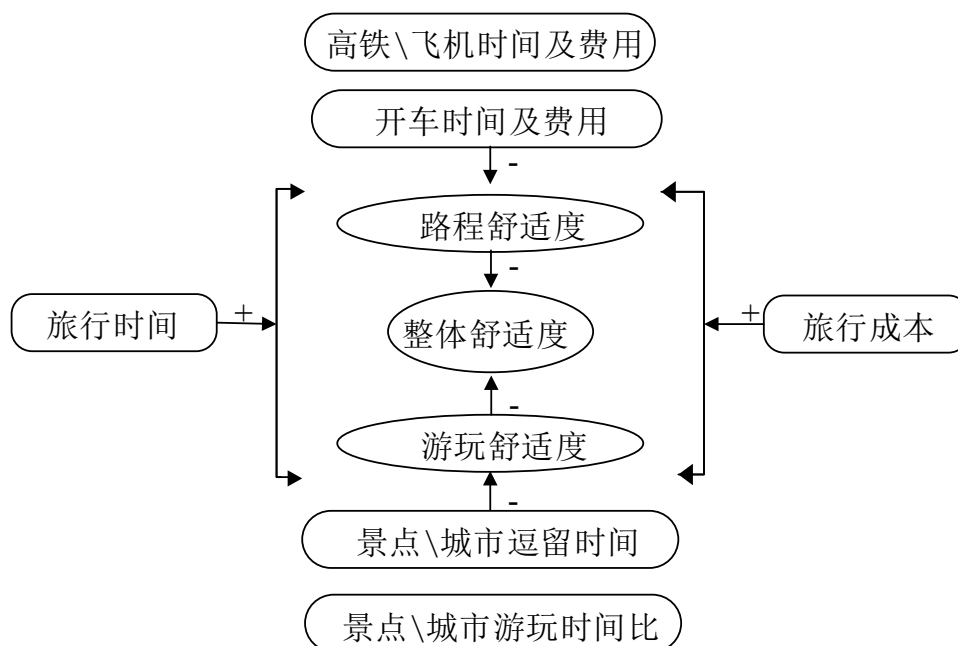 高铁\飞机时间及费用
开车时间及费用
-
路程舒适度
-
旅行时间
+
整体舒适度
+
旅行成本
-
游玩舒适度
-
景点\城市逗留时间
景点\城市游玩时间比